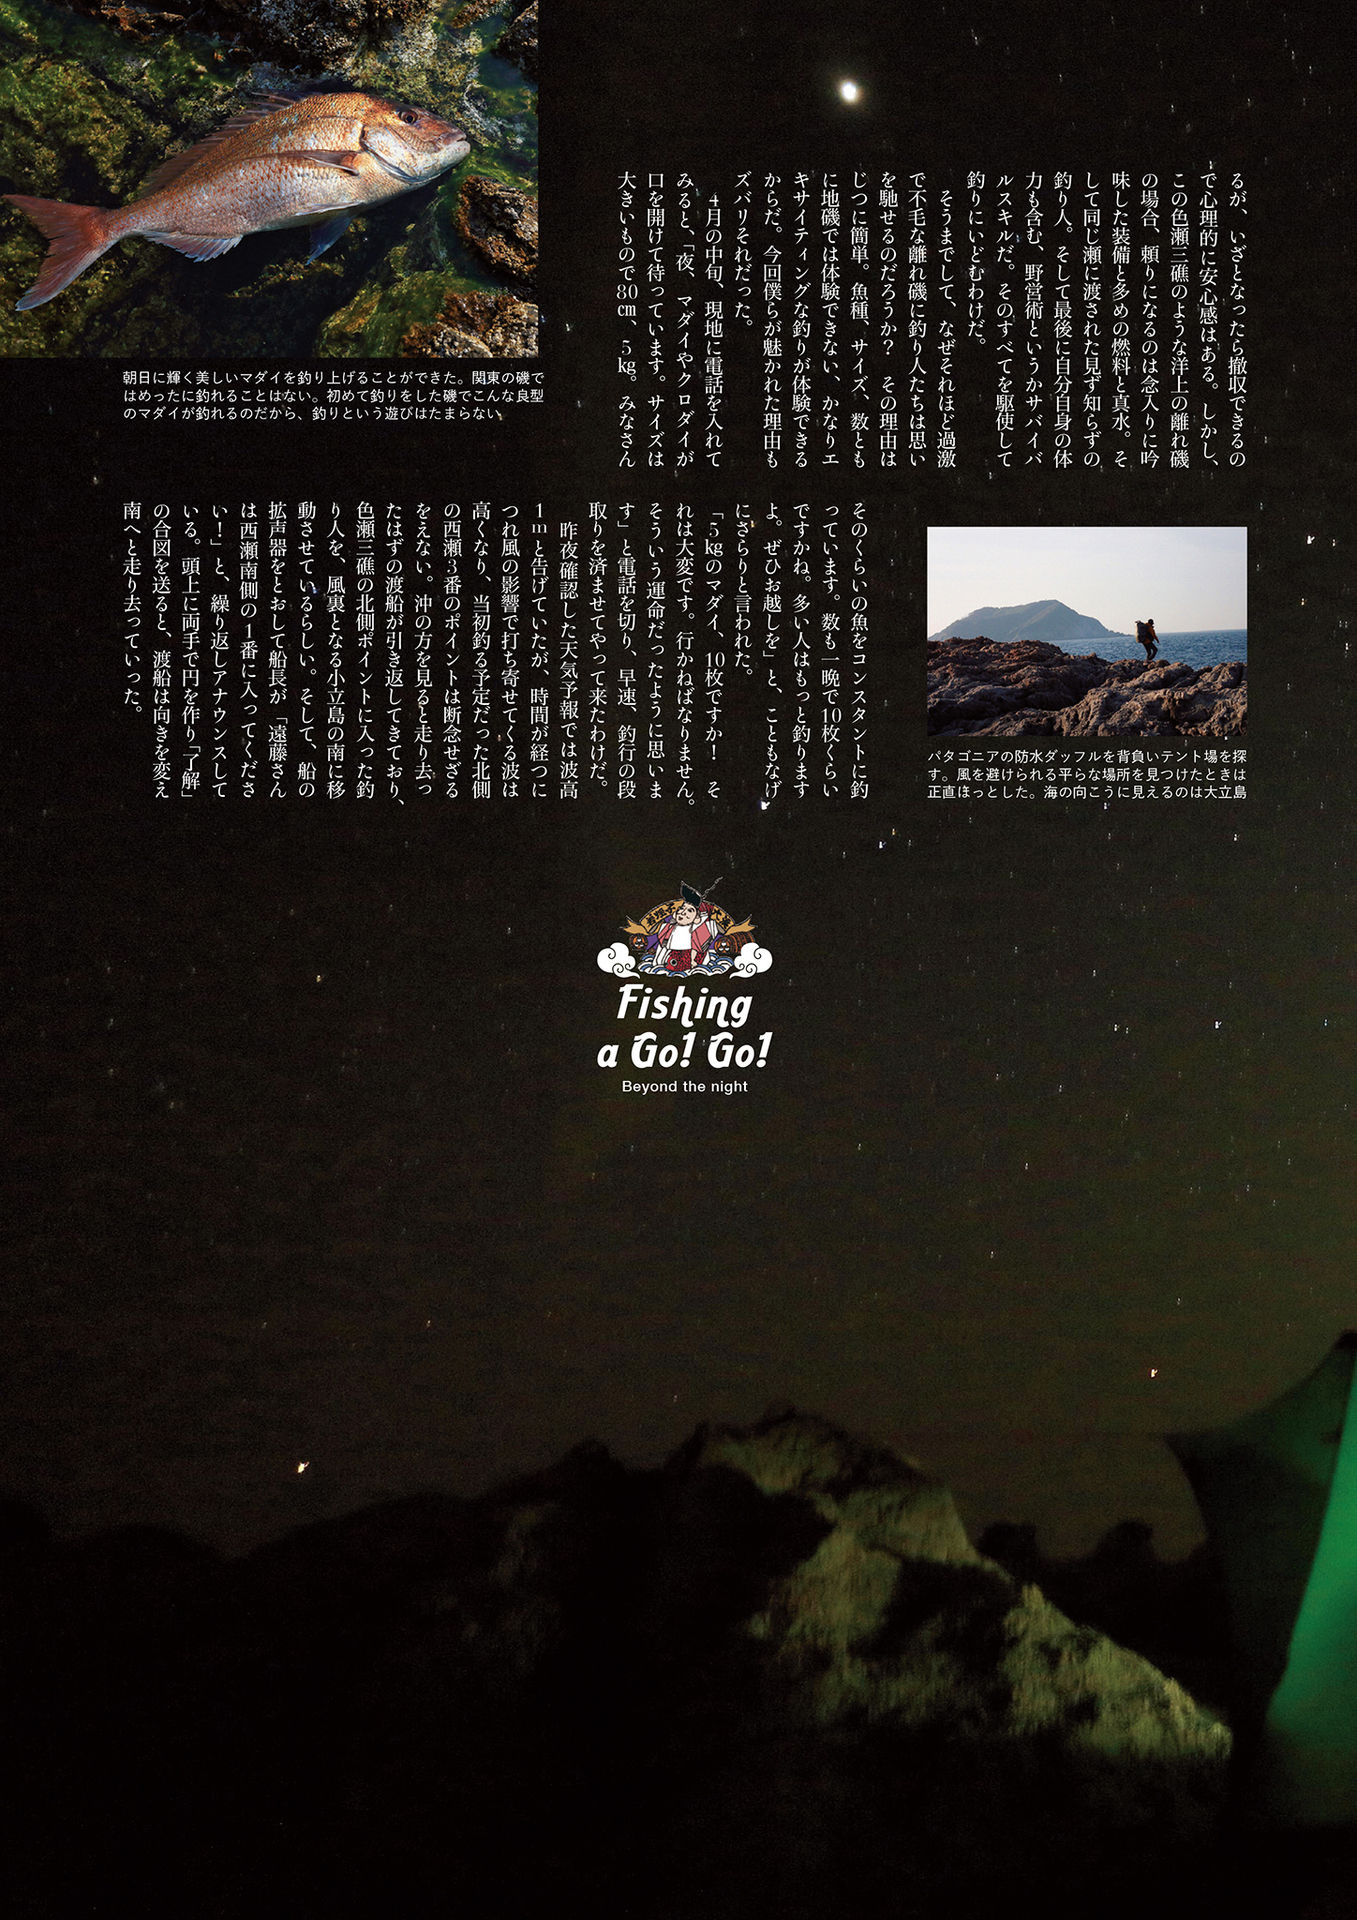 るが、いざとなったら撤収できるの
で心理的に安心感はある。しかし、
この色瀬三礁のような洋上の離れ磯
の場合、頼りになるのは念入りに吟
味した装備と多めの燃料と真水。そ
して同じ瀬に渡された見ず知らずの
釣り人。そして最後に自分自身の体
力も含む、野営術というかサバイバ
ルスキルだ。そのすべてを駆使して
釣りにいどむわけだ。
そうまでして、なぜそれほど過激
で不毛な離れ磯に釣り人たちは思い
を馳せるのだろうか？　その理由は
じつに簡単。魚種、サイズ、数とも
に地磯では体験できない、かなりエ
キサイティングな釣りが体験できる
からだ。今回僕らが魅かれた理由も
ズバリそれだった。
4月の中旬、現地に電話を入れて
みると、「夜、マダイやクロダイが
口を開けて待っています。サイズは
大きいもので80㎝、5㎏。みなさん
朝日に輝く美しいマダイを釣り上げることができた。関東の磯で
はめったに釣れることはない。初めて釣りをした磯でこんな良型
のマダイが釣れるのだから、釣りという遊びはたまらない
パタゴニアの防水ダッフルを背負いテント場を探
す。風を避けられる平らな場所を見つけたときは
正直ほっとした。海の向こうに見えるのは大立島
そのくらいの魚をコンスタントに釣
っています。数も一晩で10枚くらい
ですかね。多い人はもっと釣ります
よ。ぜひお越しを」と、こともなげ
にさらりと言われた。
「5㎏のマダイ、10枚ですか！　そ
れは大変です。行かねばなりません。
そういう運命だったように思いま
す」と電話を切り、早速、釣行の段
取りを済ませてやって来たわけだ。
昨夜確認した天気予報では波高
1mと告げていたが、時間が経つに
つれ風の影響で打ち寄せてくる波は
高くなり、当初釣る予定だった北側
の西瀬3番のポイントは断念せざる
をえない。沖の方を見ると走り去っ
たはずの渡船が引き返してきており、
色瀬三礁の北側ポイントに入った釣
り人を、風裏となる小立島の南に移
動させているらしい。そして、船の
拡声器をとおして船長が「遠藤さん
は西瀬南側の1番に入ってくださ
い！」と、繰り返しアナウンスして
いる。頭上に両手で円を作り「了解」
の合図を送ると、渡船は向きを変え
南へと走り去っていった。
Fishing
a Go! Go!
Beyond the night